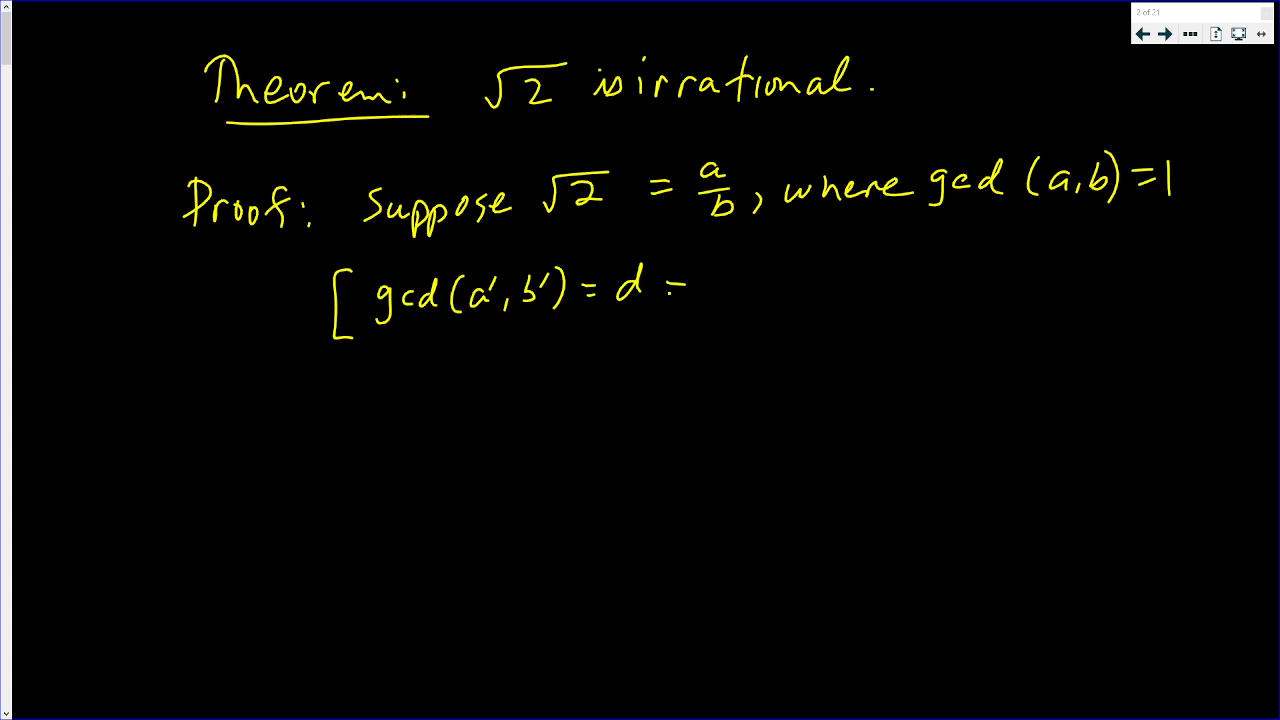 2 of 21
Theorem: √2 is irrational.
Proof: Suppose √2 = a/b, where gcd (a,b)=1
[ gcd(a', b') = d =